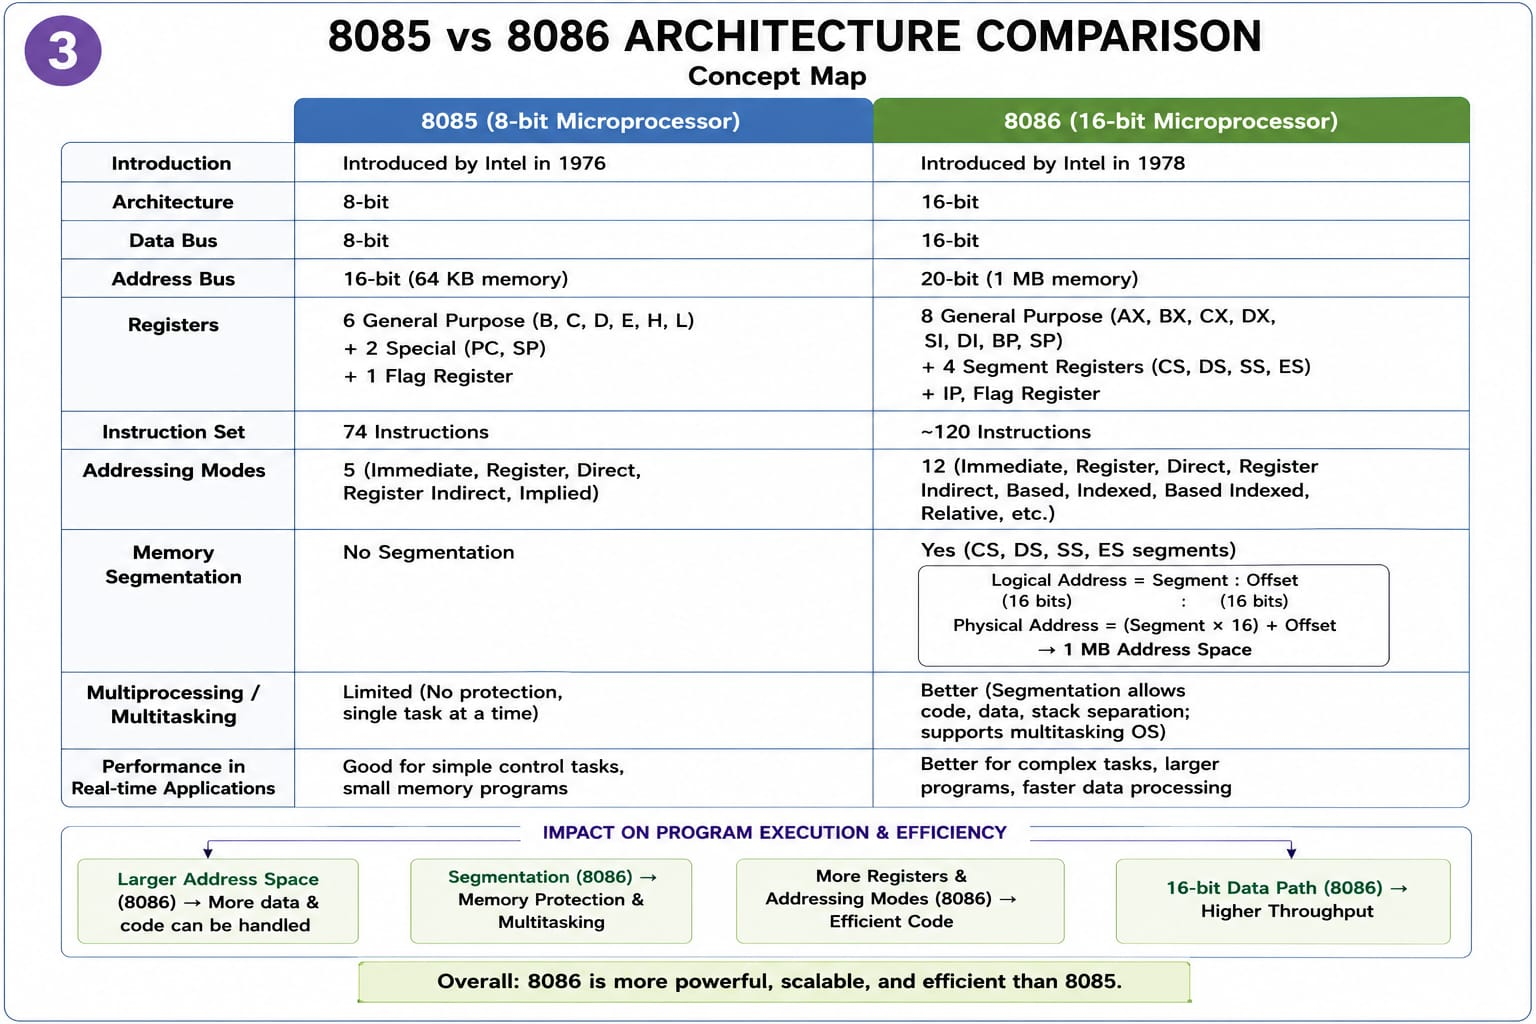 3
8085 vs 8086 ARCHITECTURE COMPARISON
Concept Map
8085 (8-bit Microprocessor)
8086 (16-bit Microprocessor)
Introduction
Introduced by Intel in 1976
Introduced by Intel in 1978
Architecture
8-bit
16-bit
Data Bus
8-bit
16-bit
Address Bus
16-bit (64 KB memory)
20-bit (1 MB memory)
Registers
6 General Purpose (B, C, D, E, H, L)
+ 2 Special (PC, SP)
+ 1 Flag Register
8 General Purpose (AX, BX, CX, DX,
SI, DI, BP, SP)
+ 4 Segment Registers (CS, DS, SS, ES)
+ IP, Flag Register
Instruction Set
74 Instructions
~120 Instructions
Addressing Modes
5 (Immediate, Register, Direct,
Register Indirect, Implied)
12 (Immediate, Register, Direct, Register
Indirect, Based, Indexed, Based Indexed,
Relative, etc.)
Memory
Segmentation
No Segmentation
Yes (CS, DS, SS, ES segments)
Logical Address = Segment : Offset
(16 bits) : (16 bits)
Physical Address = (Segment × 16) + Offset
→ 1 MB Address Space
Multiprocessing /
Multitasking
Limited (No protection,
single task at a time)
Better (Segmentation allows
code, data, stack separation;
supports multitasking OS)
Performance in
Real-time Applications
Good for simple control tasks,
small memory programs
Better for complex tasks, larger
programs, faster data processing
IMPACT ON PROGRAM EXECUTION & EFFICIENCY
Larger Address Space
(8086) → More data &
code can be handled
Segmentation (8086) →
Memory Protection &
Multitasking
More Registers &
Addressing Modes (8086) →
Efficient Code
16-bit Data Path (8086) →
Higher Throughput
Overall: 8086 is more powerful, scalable, and efficient than 8085.